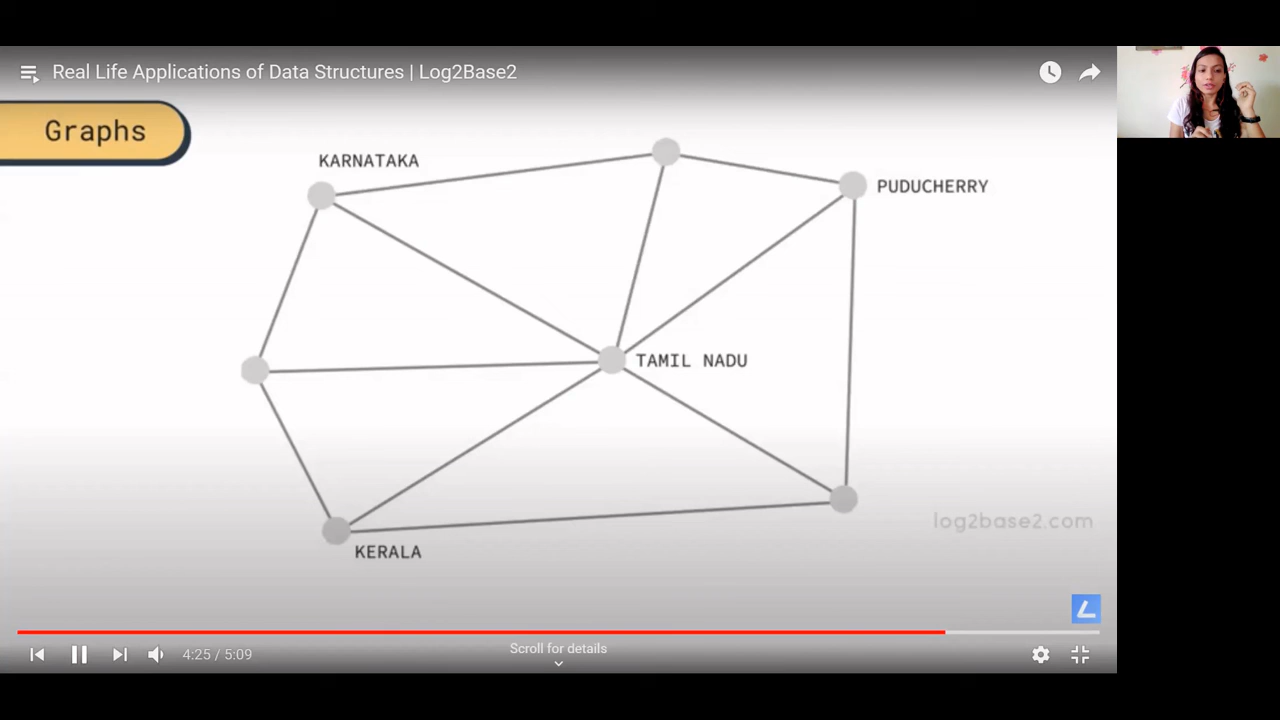 Real Life Applications of Data Structures | Log2Base2
Graphs
KARNATAKA
PUDUCHERRY
TAMIL NADU
KERALA
log2base2.com
4:25 / 5:09
Scroll for details